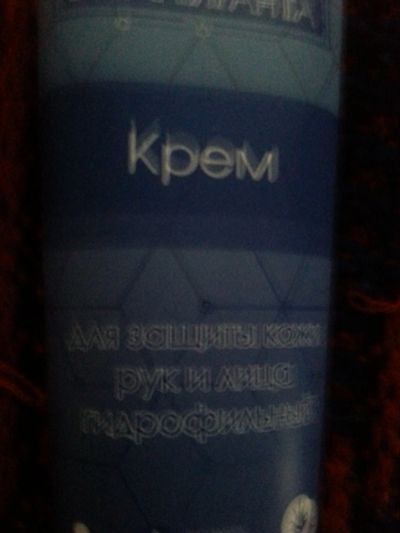 Крем
для защиты кожи
рук и лица
гидрофильный